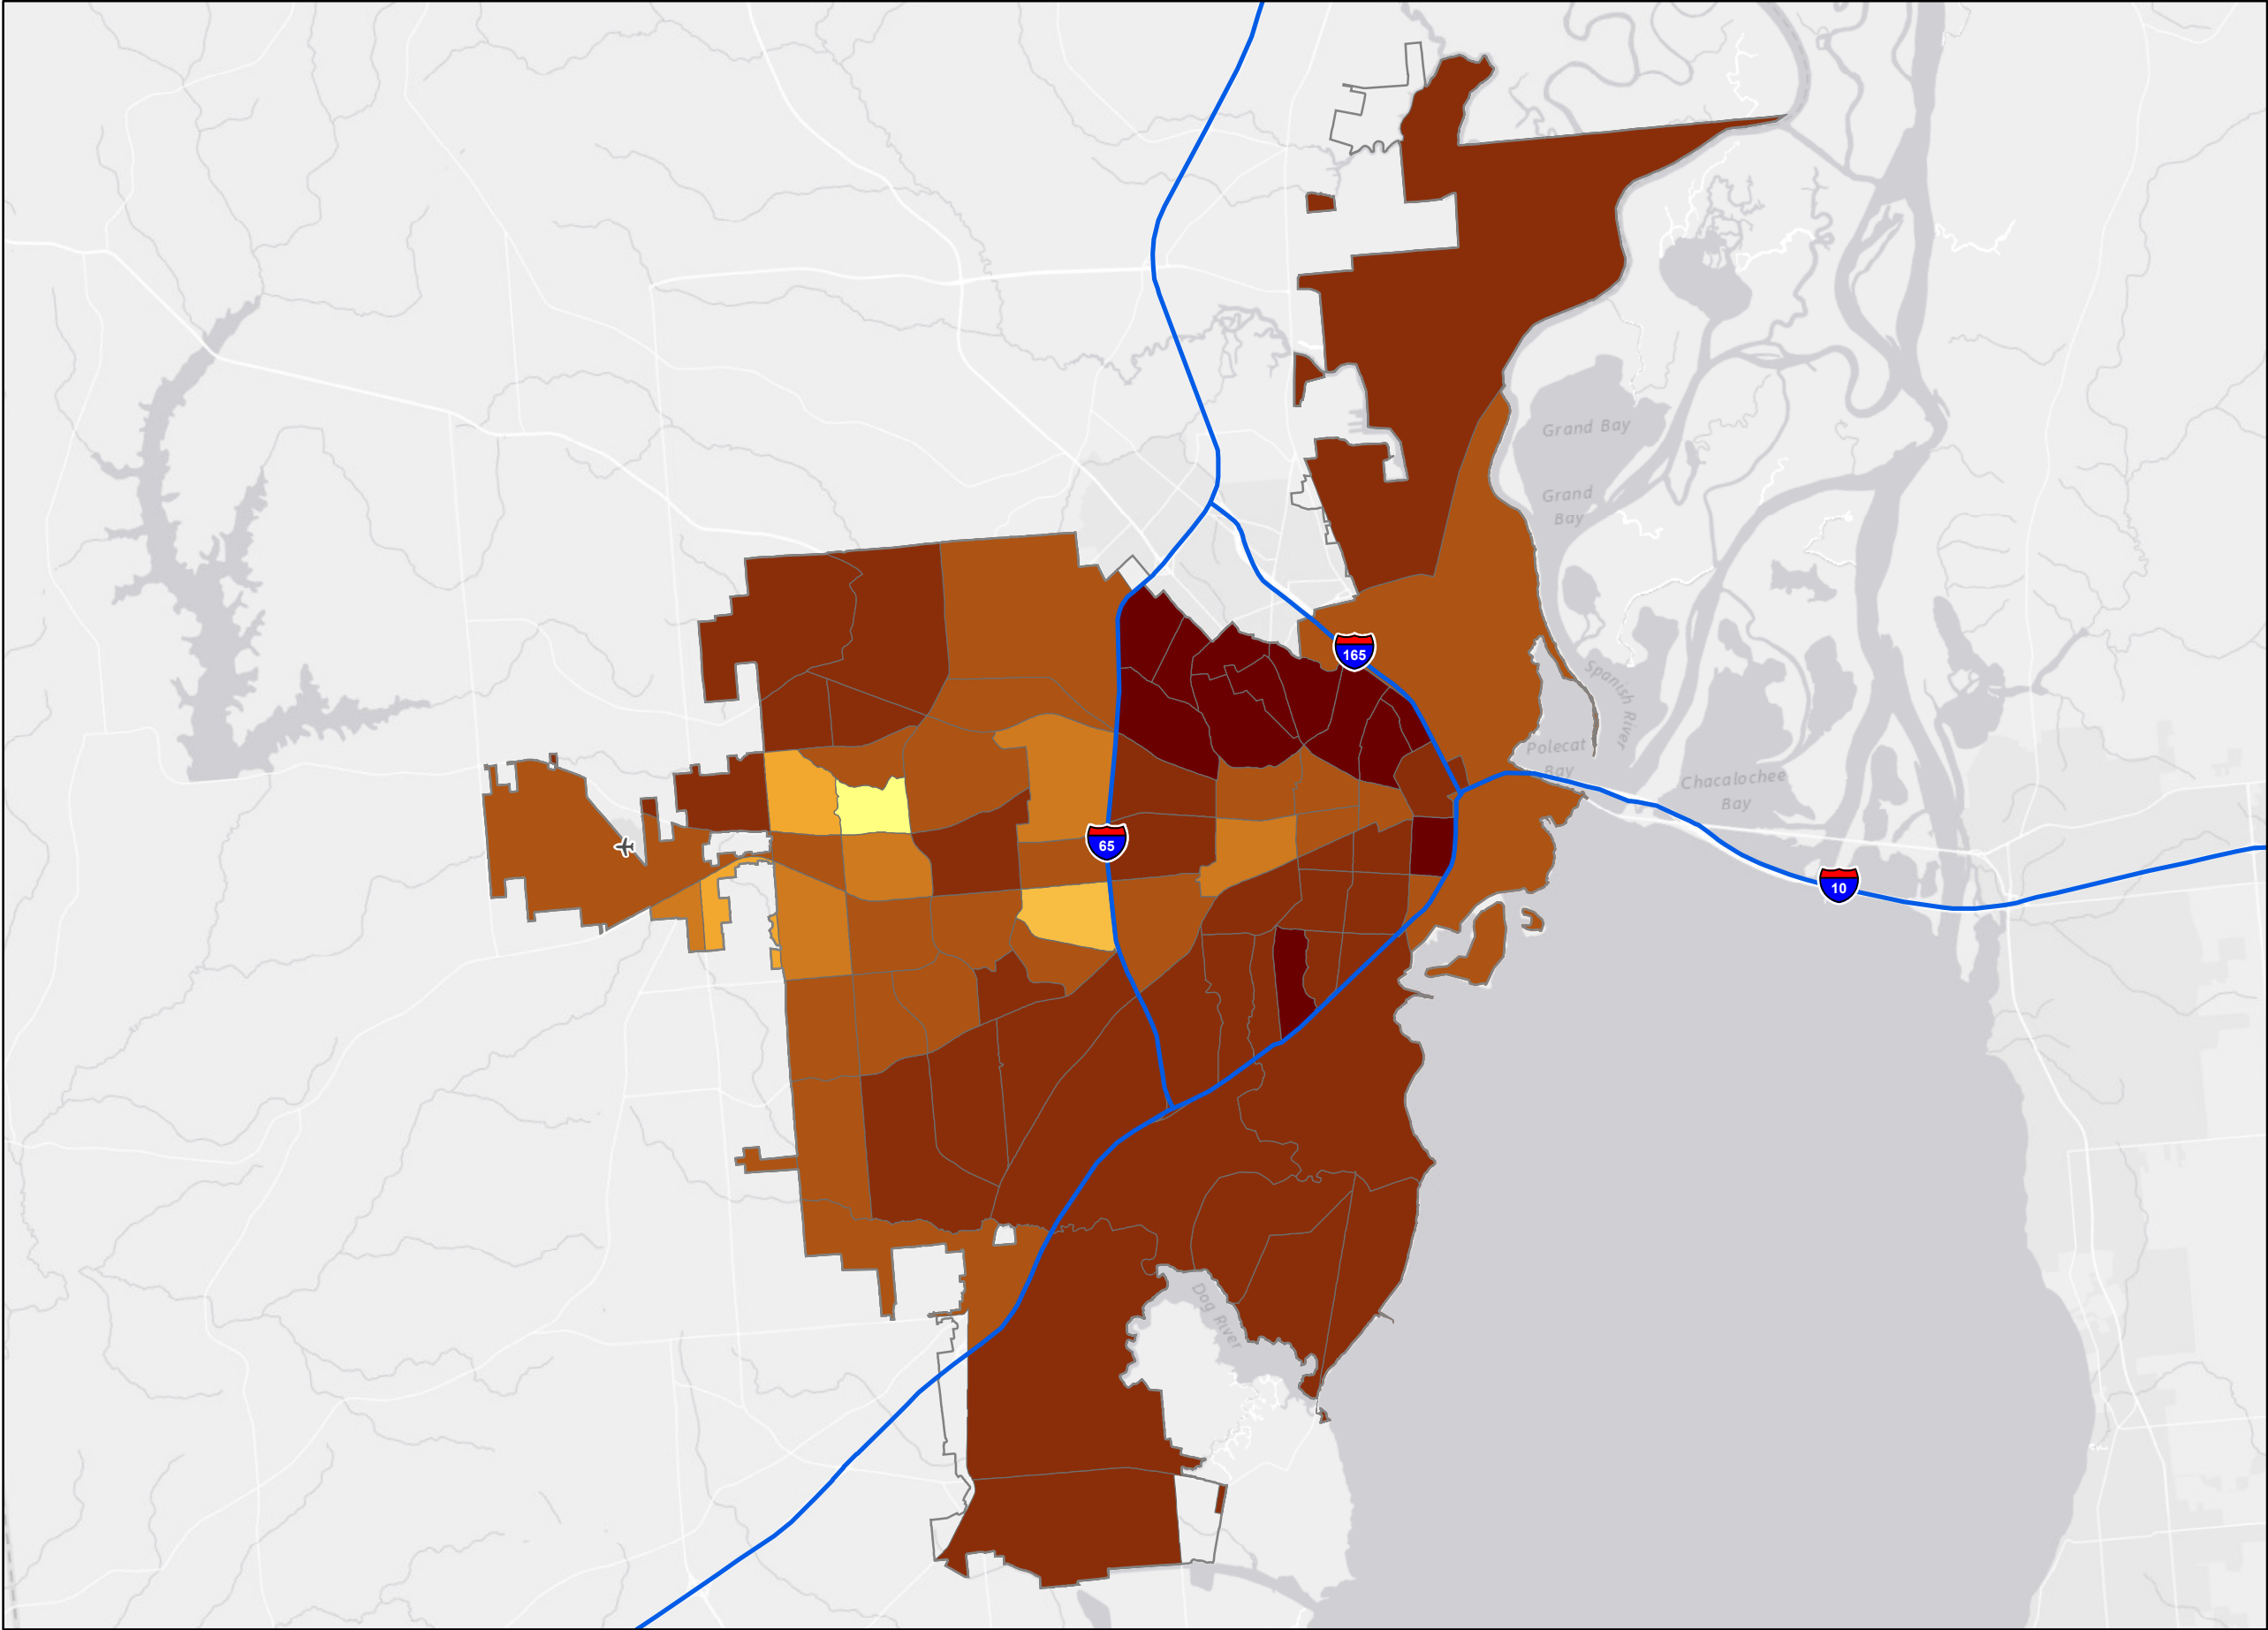 Grand Bay
Grand
Bay
165
Spanish River
Polecat
Bay
Chacalochee
Bay
65
10
Dog River